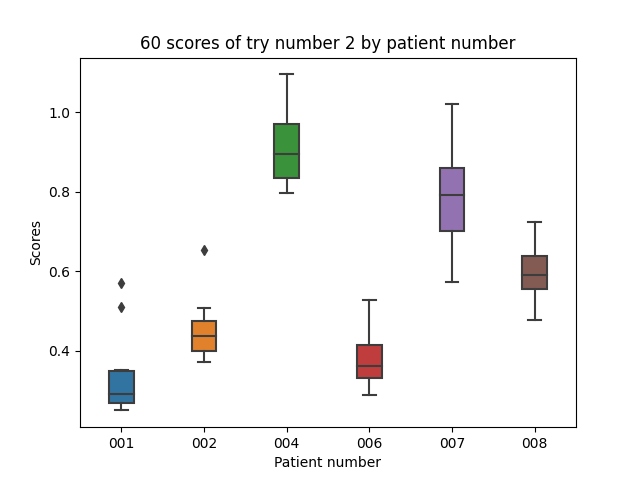 60 scores of try number 2 by patient number
Scores
1.0
0.8
0.6
0.4
001 002 004 006 007 008
Patient number